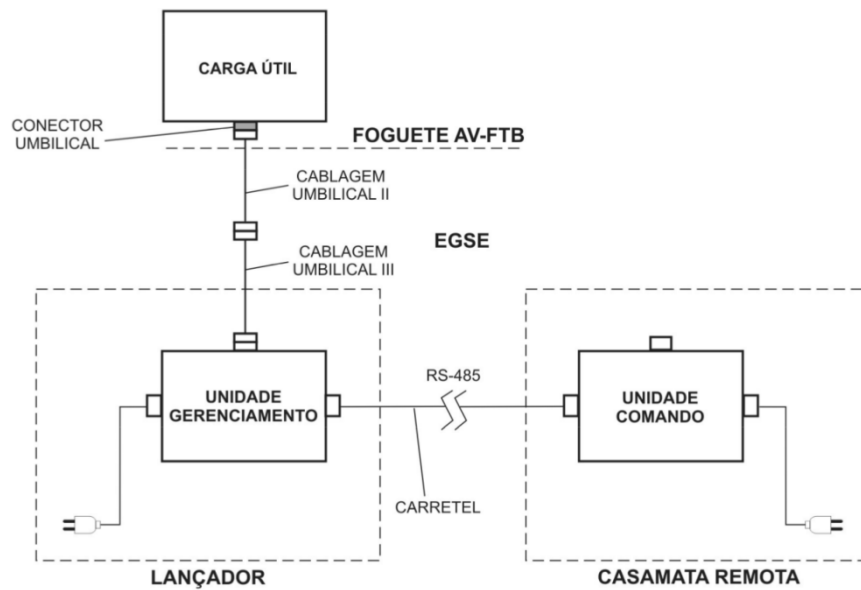 CARGA ÚTIL
CONECTOR
UMBILICAL
FOGUETE AV-FTB
CABLAGEM
UMBILICAL II
EGSE
CABLAGEM
UMBILICAL III
UNIDADE
GERENCIAMENTO
RS-485
UNIDADE
COMANDO
CARRETEL
LANÇADOR
CASAMATA REMOTA